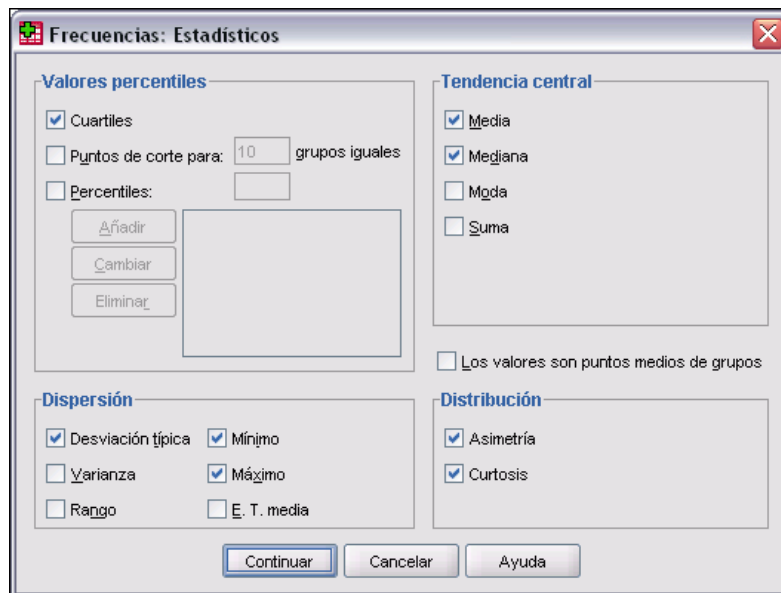 Frecuencias: Estadísticos
Valores percentiles
Cuartiles
Puntos de corte para: 10 grupos iguales
Percentiles:
Añadir
Cambiar
Eliminar
Tendencia central
Media
Mediana
Moda
Suma
Los valores son puntos medios de grupos
Dispersión
Desviación típica
Mínimo
Varianza
Máximo
Rango
E. T. media
Distribución
Asimetría
Curtosis
Continuar
Cancelar
Ayuda